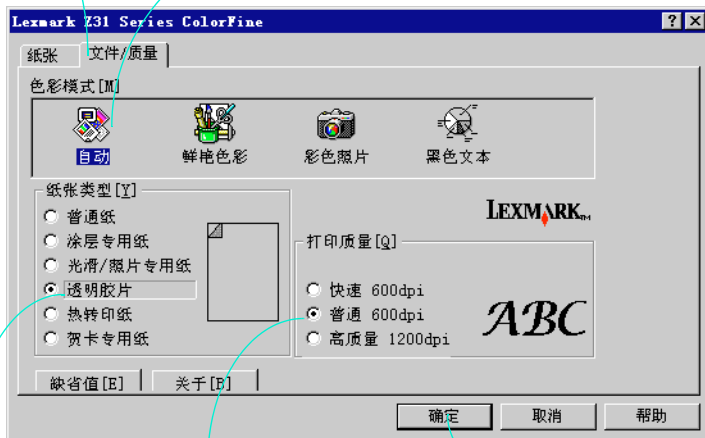 Lexmark Z31 Series ColorFine
纸张 文件/质量
色彩模式[M]
自动 鲜艳色彩 彩色照片 黑色文本
纸张类型[Y]
普通纸
涂层专用纸
光滑/照片专用纸
透明胶片
热转印纸
贺卡专用纸
LEXMARK TM
打印质量[Q]
快速 600dpi
普通 600dpi
高质量 1200dpi
ABC
缺省值[E] 关于[B]
确定 取消 帮助